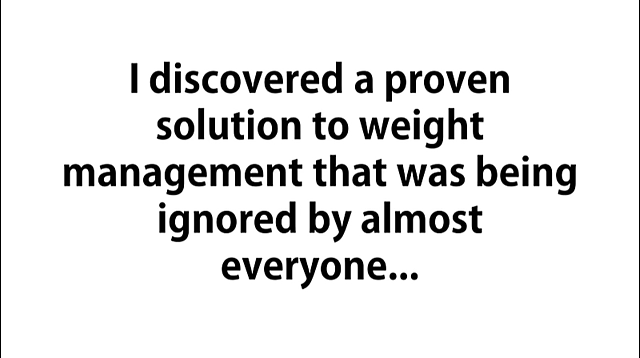 I discovered a proven
solution to weight
management that was being
ignored by almost
everyone...